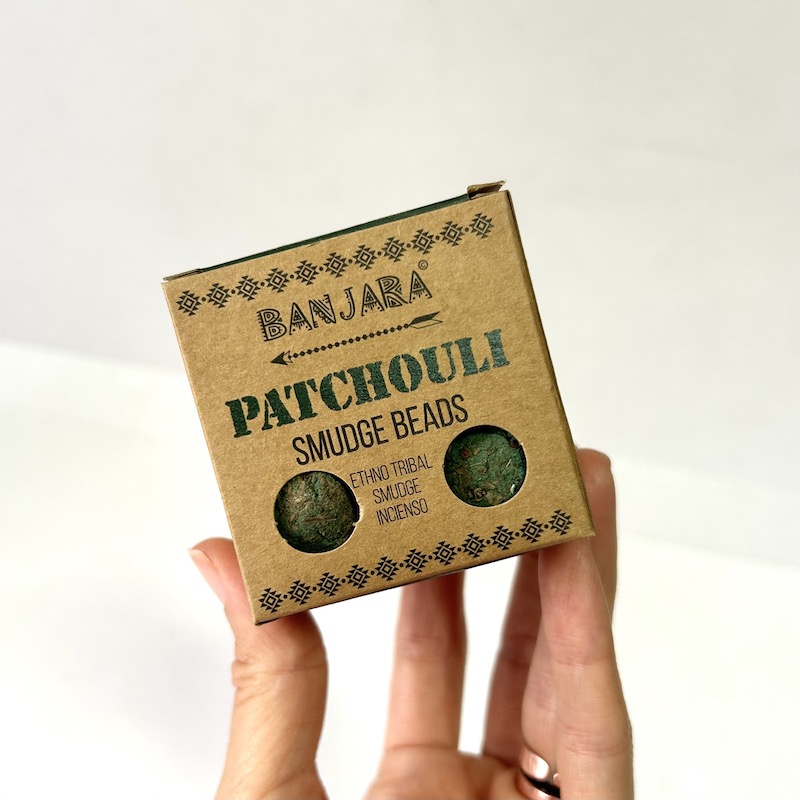 BANJARA©
PATCHOULI
SMUDGE BEADS
ETHNO TRIBAL
SMUDGE
INCIENSO